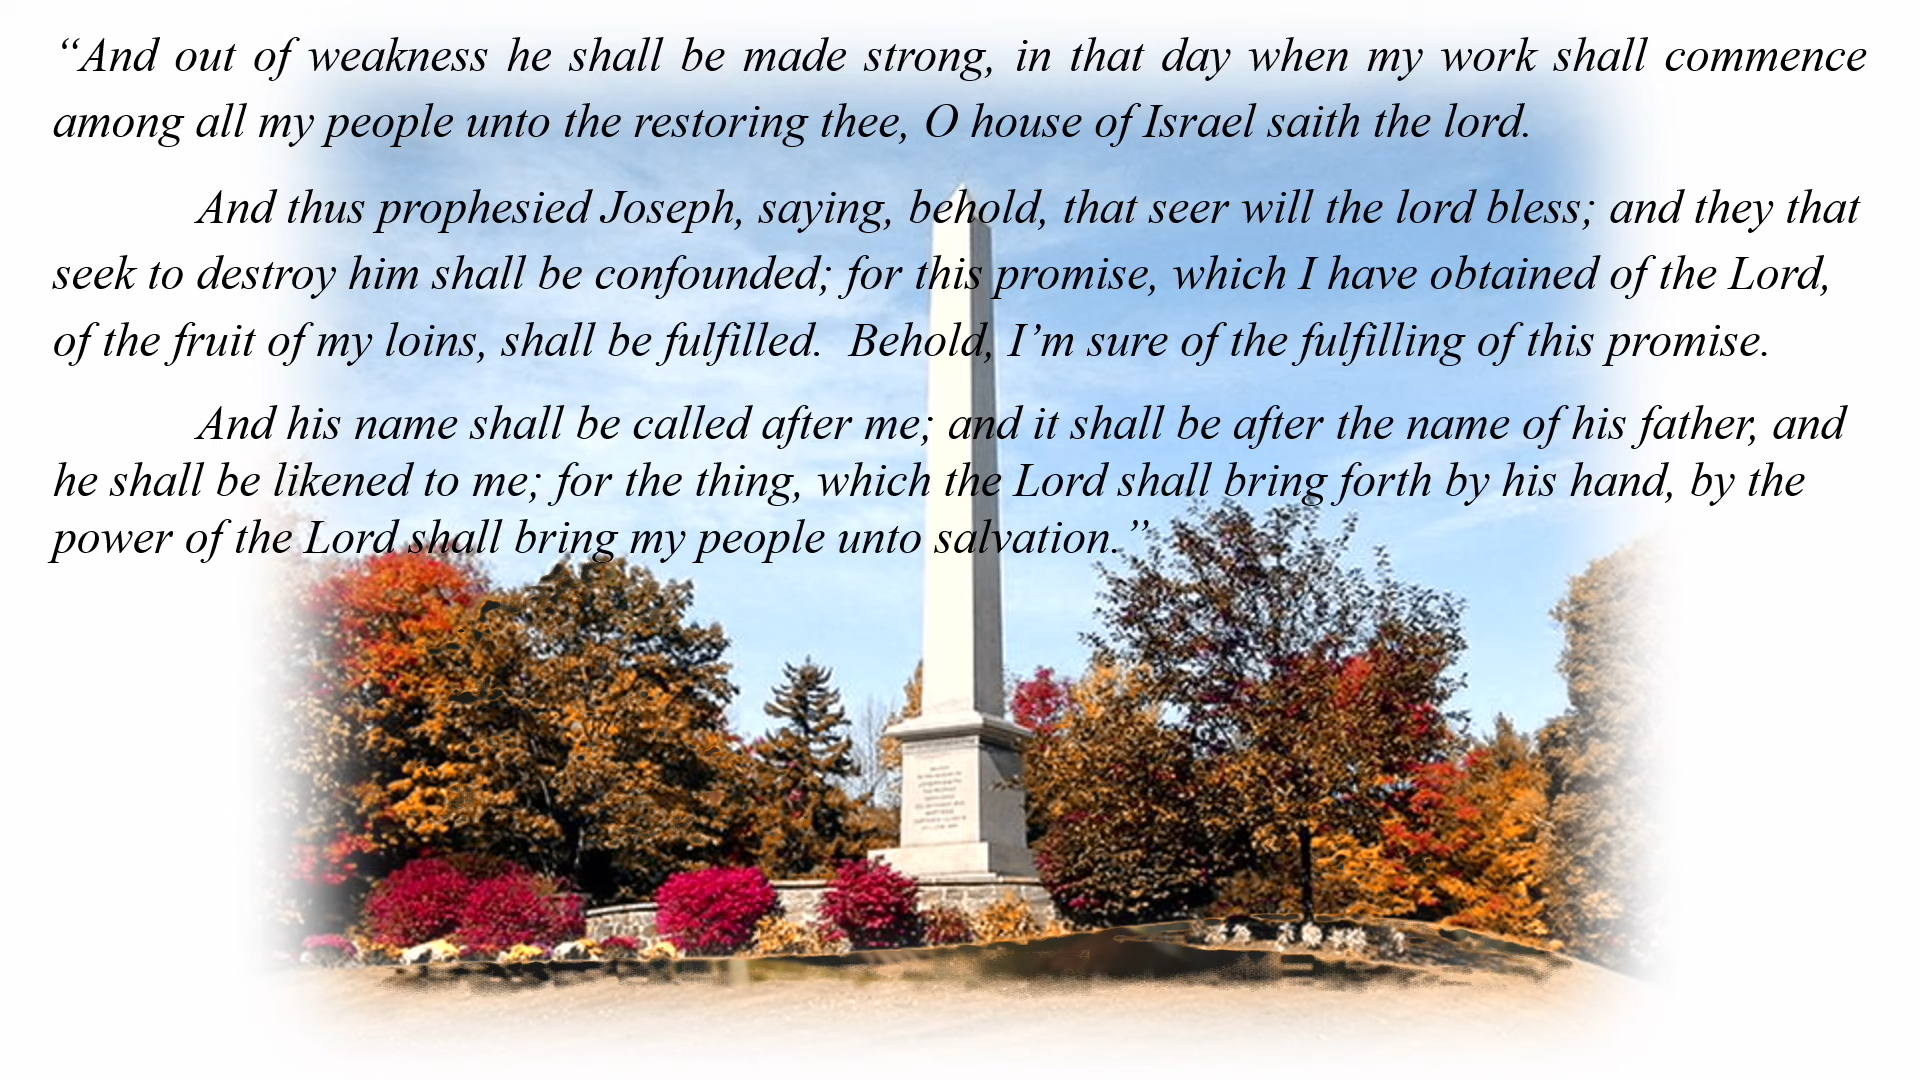 “And out of weakness he shall be made strong, in that day when my work shall commence
among all my people unto the restoring thee, O house of Israel saith the lord.
And thus prophesied Joseph, saying, behold, that seer will the lord bless; and they that
seek to destroy him shall be confounded; for this promise, which I have obtained of the Lord,
of the fruit of my loins, shall be fulfilled.  Behold, I’m sure of the fulfilling of this promise.
And his name shall be called after me; and it shall be after the name of his father, and
he shall be likened to me; for the thing, which the Lord shall bring forth by his hand, by the
power of the Lord shall bring my people unto salvation.”